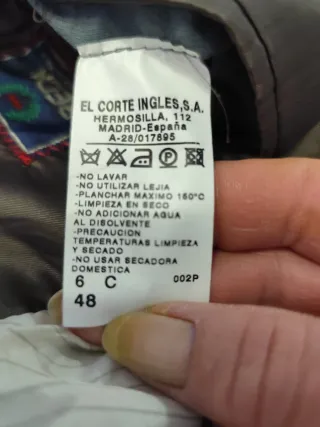 EL CORTE INGLES,S.A.
HERMOSILLA, 112
MADRID-España
A-28/017895
-NO LAVAR
-NO UTILIZAR LEJIA
-PLANCHAR MAXIMO 150°C
-LIMPIEZA EN SECO
-NO ADICIONAR AGUA
AL DISOLVENTE
-PRECAUCION
TEMPERATURAS LIMPIEZA
Y SECADO
-NO USAR SECADORA
DOMESTICA
6 C 002P
48